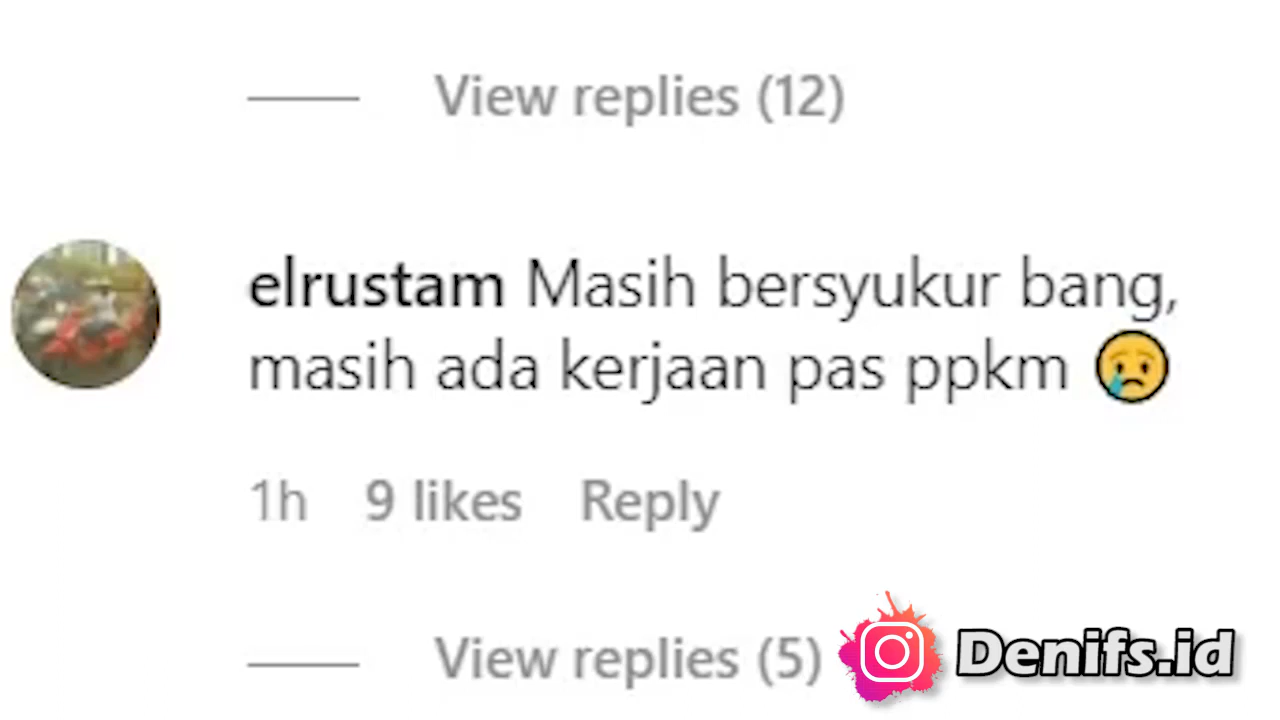 View replies (12)
elrustam Masih bersyukur bang,
masih ada kerjaan pas ppkm 😢
1h 9 likes Reply
View replies (5)
Denifs.id